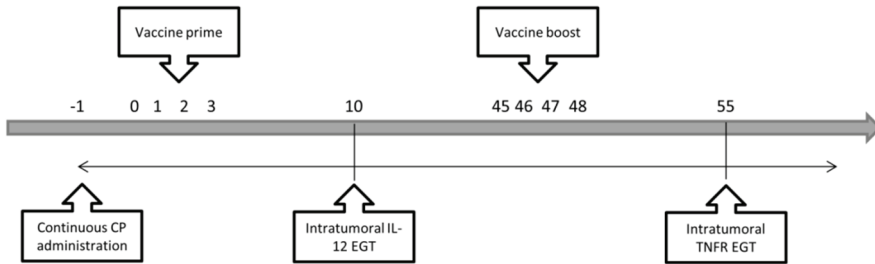 Vaccine prime
Vaccine boost
-1 0 1 2 3 10 45 46 47 48 55
Continuous CP
administration
Intratumoral IL-
12 EGT
Intratumoral
TNFR EGT